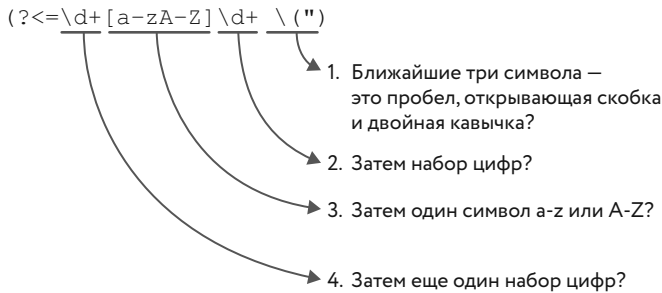 (?<=\d+[a-zA-Z]\d+ \(")
1. Ближайшие три символа —
это пробел, открывающая скобка
и двойная кавычка?
2. Затем набор цифр?
3. Затем один символ a-z или A-Z?
4. Затем еще один набор цифр?